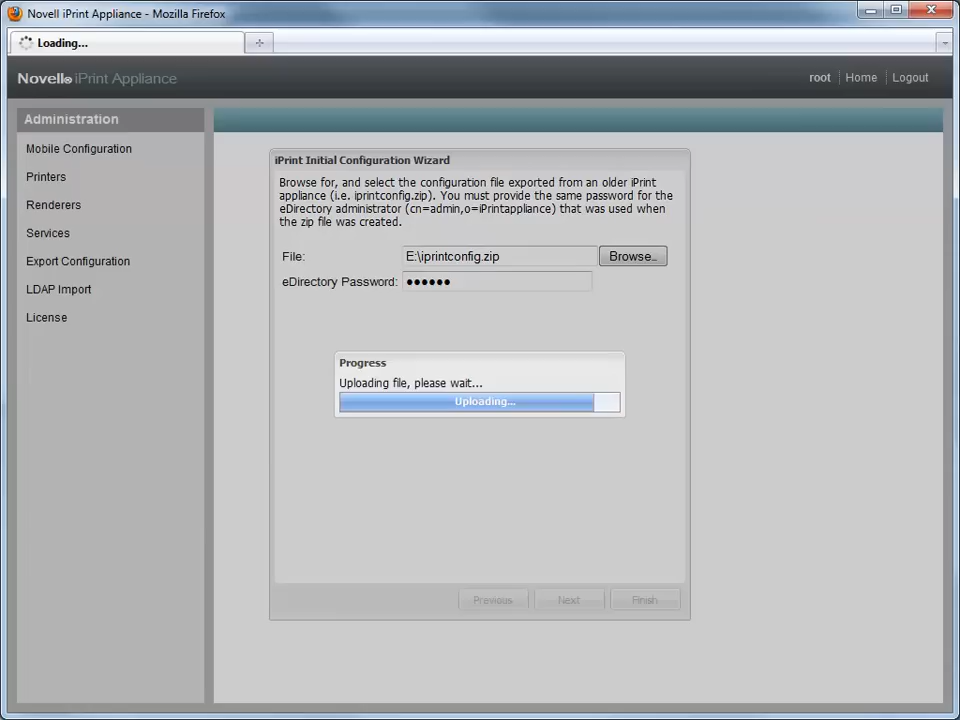 Novell iPrint Appliance - Mozilla Firefox
Loading...
Novell iPrint Appliance
root Home Logout
Administration
Mobile Configuration
Printers
Renderers
Services
Export Configuration
LDAP Import
License
iPrint Initial Configuration Wizard
Browse for, and select the configuration file exported from an older iPrint
appliance (i.e. iprintconfig.zip). You must provide the same password for the
eDirectory administrator (cn=admin,o=iPrintappliance) that was used when
the zip file was created.
File: E:\iprintconfig.zip Browse...
eDirectory Password: ●●●●●●
Progress
Uploading file, please wait...
Uploading...
Previous Next Finish